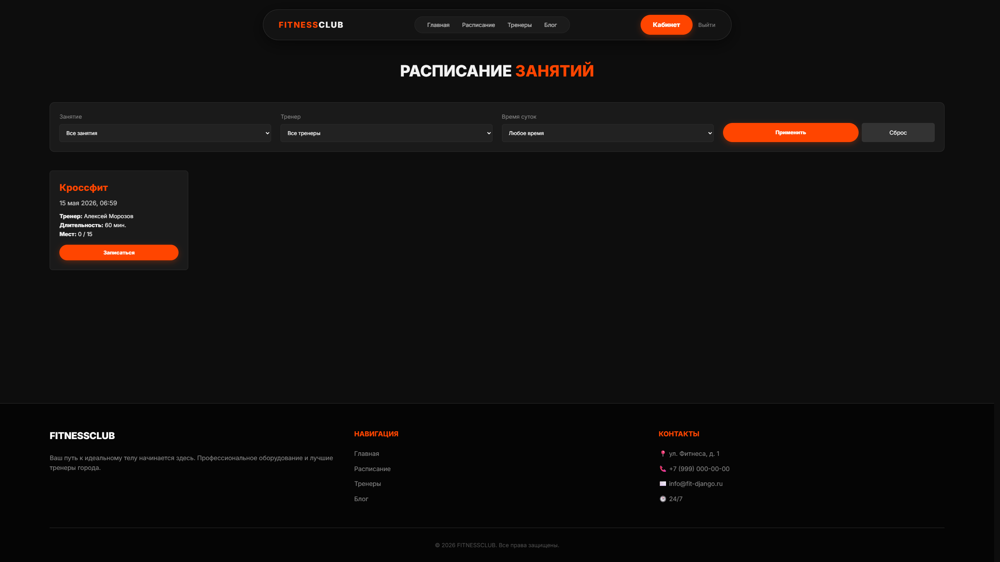 FITNESSCLUB
Главная Расписание Тренеры Блог
Кабинет Выйти
РАСПИСАНИЕ ЗАНЯТИЙ
Занятие Тренер Время суток
Все занятия Все тренеры Любое время Применить Сброс
Кроссфит
15 мая 2026, 06:59
Тренер: Алексей Морозов
Длительность: 60 мин.
Мест: 0 / 15
Записаться
FITNESSCLUB
Ваш путь к идеальному телу начинается здесь. Профессиональное оборудование и лучшие
тренеры города.
НАВИГАЦИЯ
Главная
Расписание
Тренеры
Блог
КОНТАКТЫ
ул. Фитнеса, д. 1
+7 (999) 000-00-00
info@fit-django.ru
24/7
© 2026 FITNESSCLUB. Все права защищены.